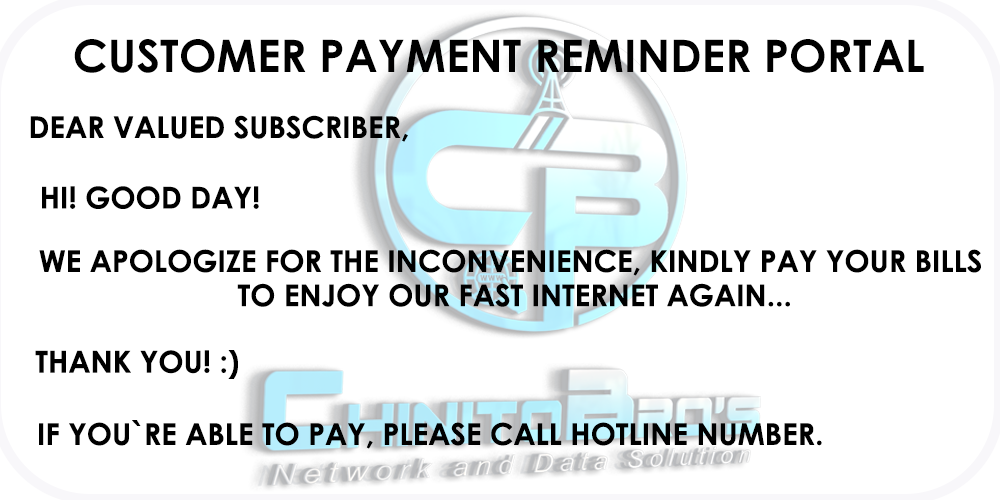 CUSTOMER PAYMENT REMINDER PORTAL
DEAR VALUED SUBSCRIBER,
HI! GOOD DAY!
WE APOLOGIZE FOR THE INCONVENIENCE, KINDLY PAY YOUR BILLS
TO ENJOY OUR FAST INTERNET AGAIN...
THANK YOU! :)
IF YOU`RE ABLE TO PAY, PLEASE CALL HOTLINE NUMBER.
CB
WWW
CHINITOBRO'S
Network and Data Solution